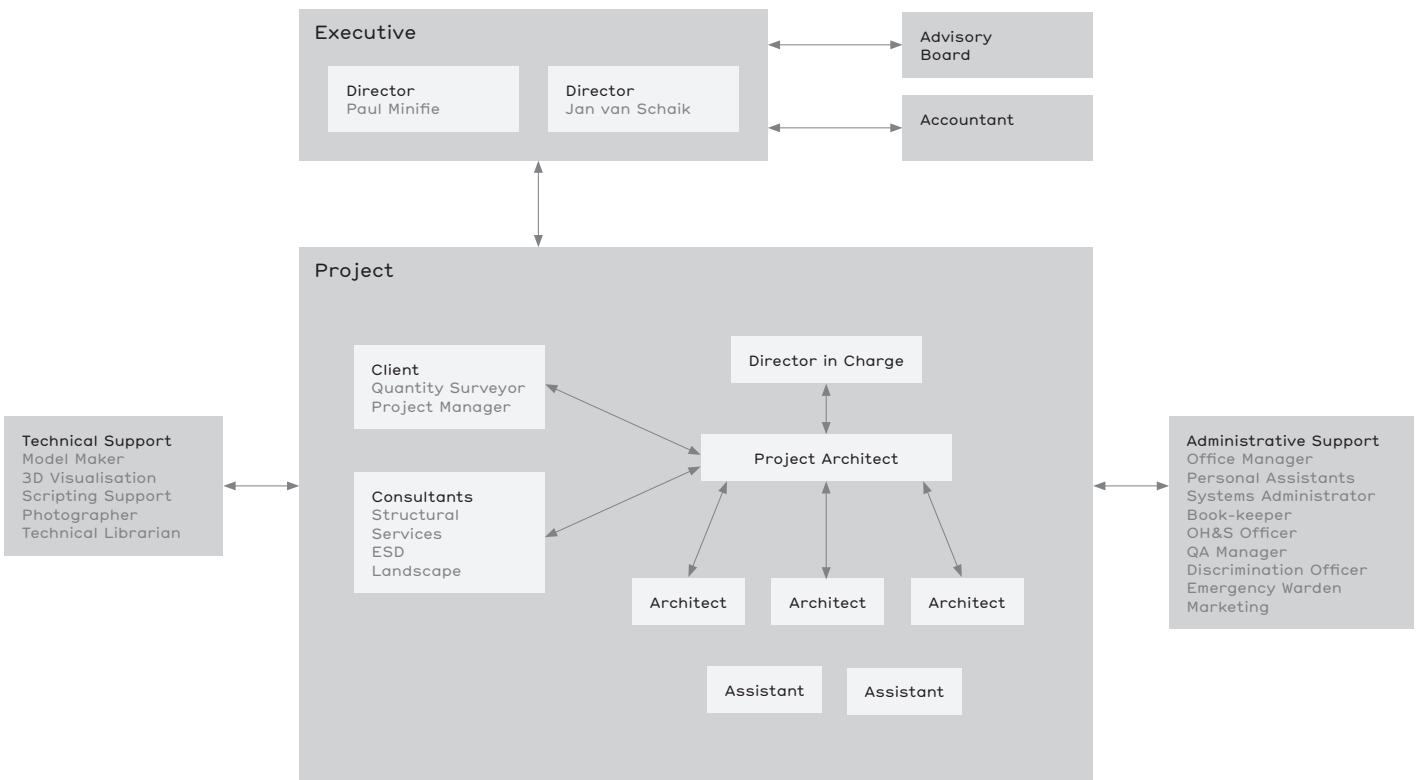 Executive
Director
Paul Minifie
Director
Jan van Schaik
Advisory
Board
Accountant
Project
Client
Quantity Surveyor
Project Manager
Director in Charge
Project Architect
Consultants
Structural
Services
ESD
Landscape
Architect
Architect
Architect
Assistant
Assistant
Technical Support
Model Maker
3D Visualisation
Scripting Support
Photographer
Technical Librarian
Administrative Support
Office Manager
Personal Assistants
Systems Administrator
Book-keeper
OH&S Officer
QA Manager
Discrimination Officer
Emergency Warden
Marketing